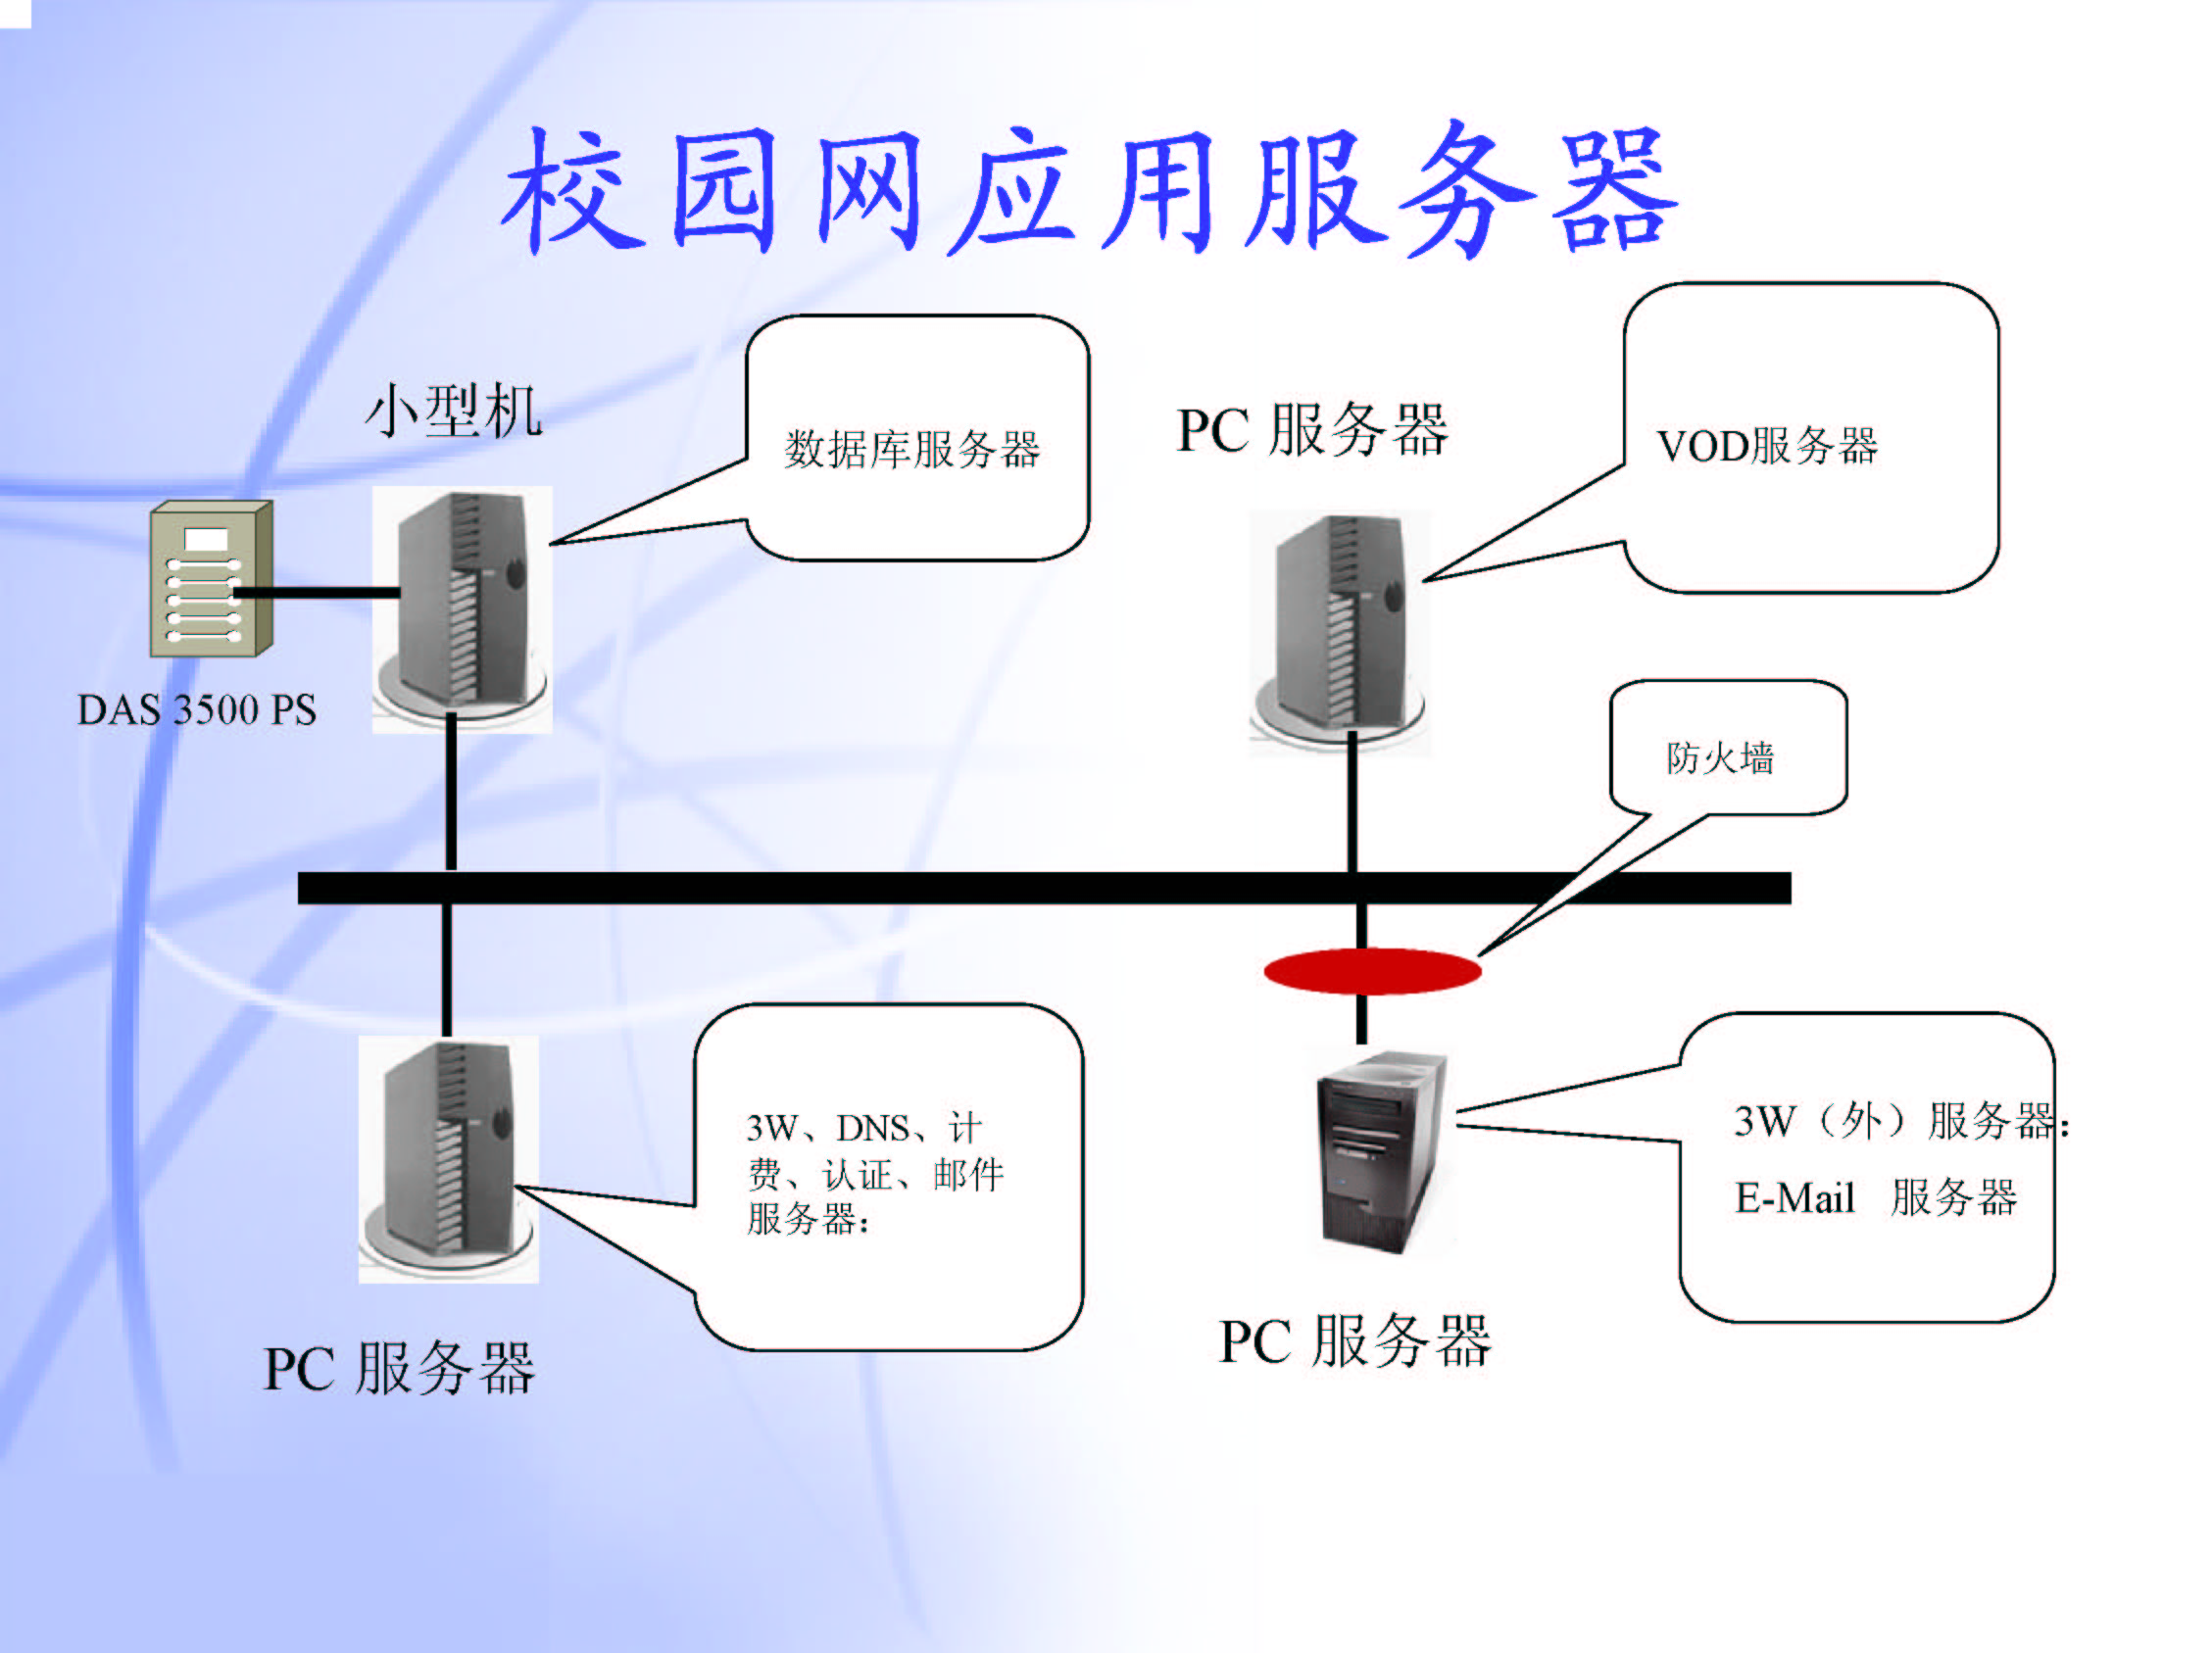 校园网应用服务器
小型机
数据库服务器
PC 服务器
VOD服务器
DAS 3500 PS
防火墙
3W、DNS、计
费、认证、邮件
服务器：
3W（外）服务器：
E-Mail 服务器
PC 服务器
PC 服务器